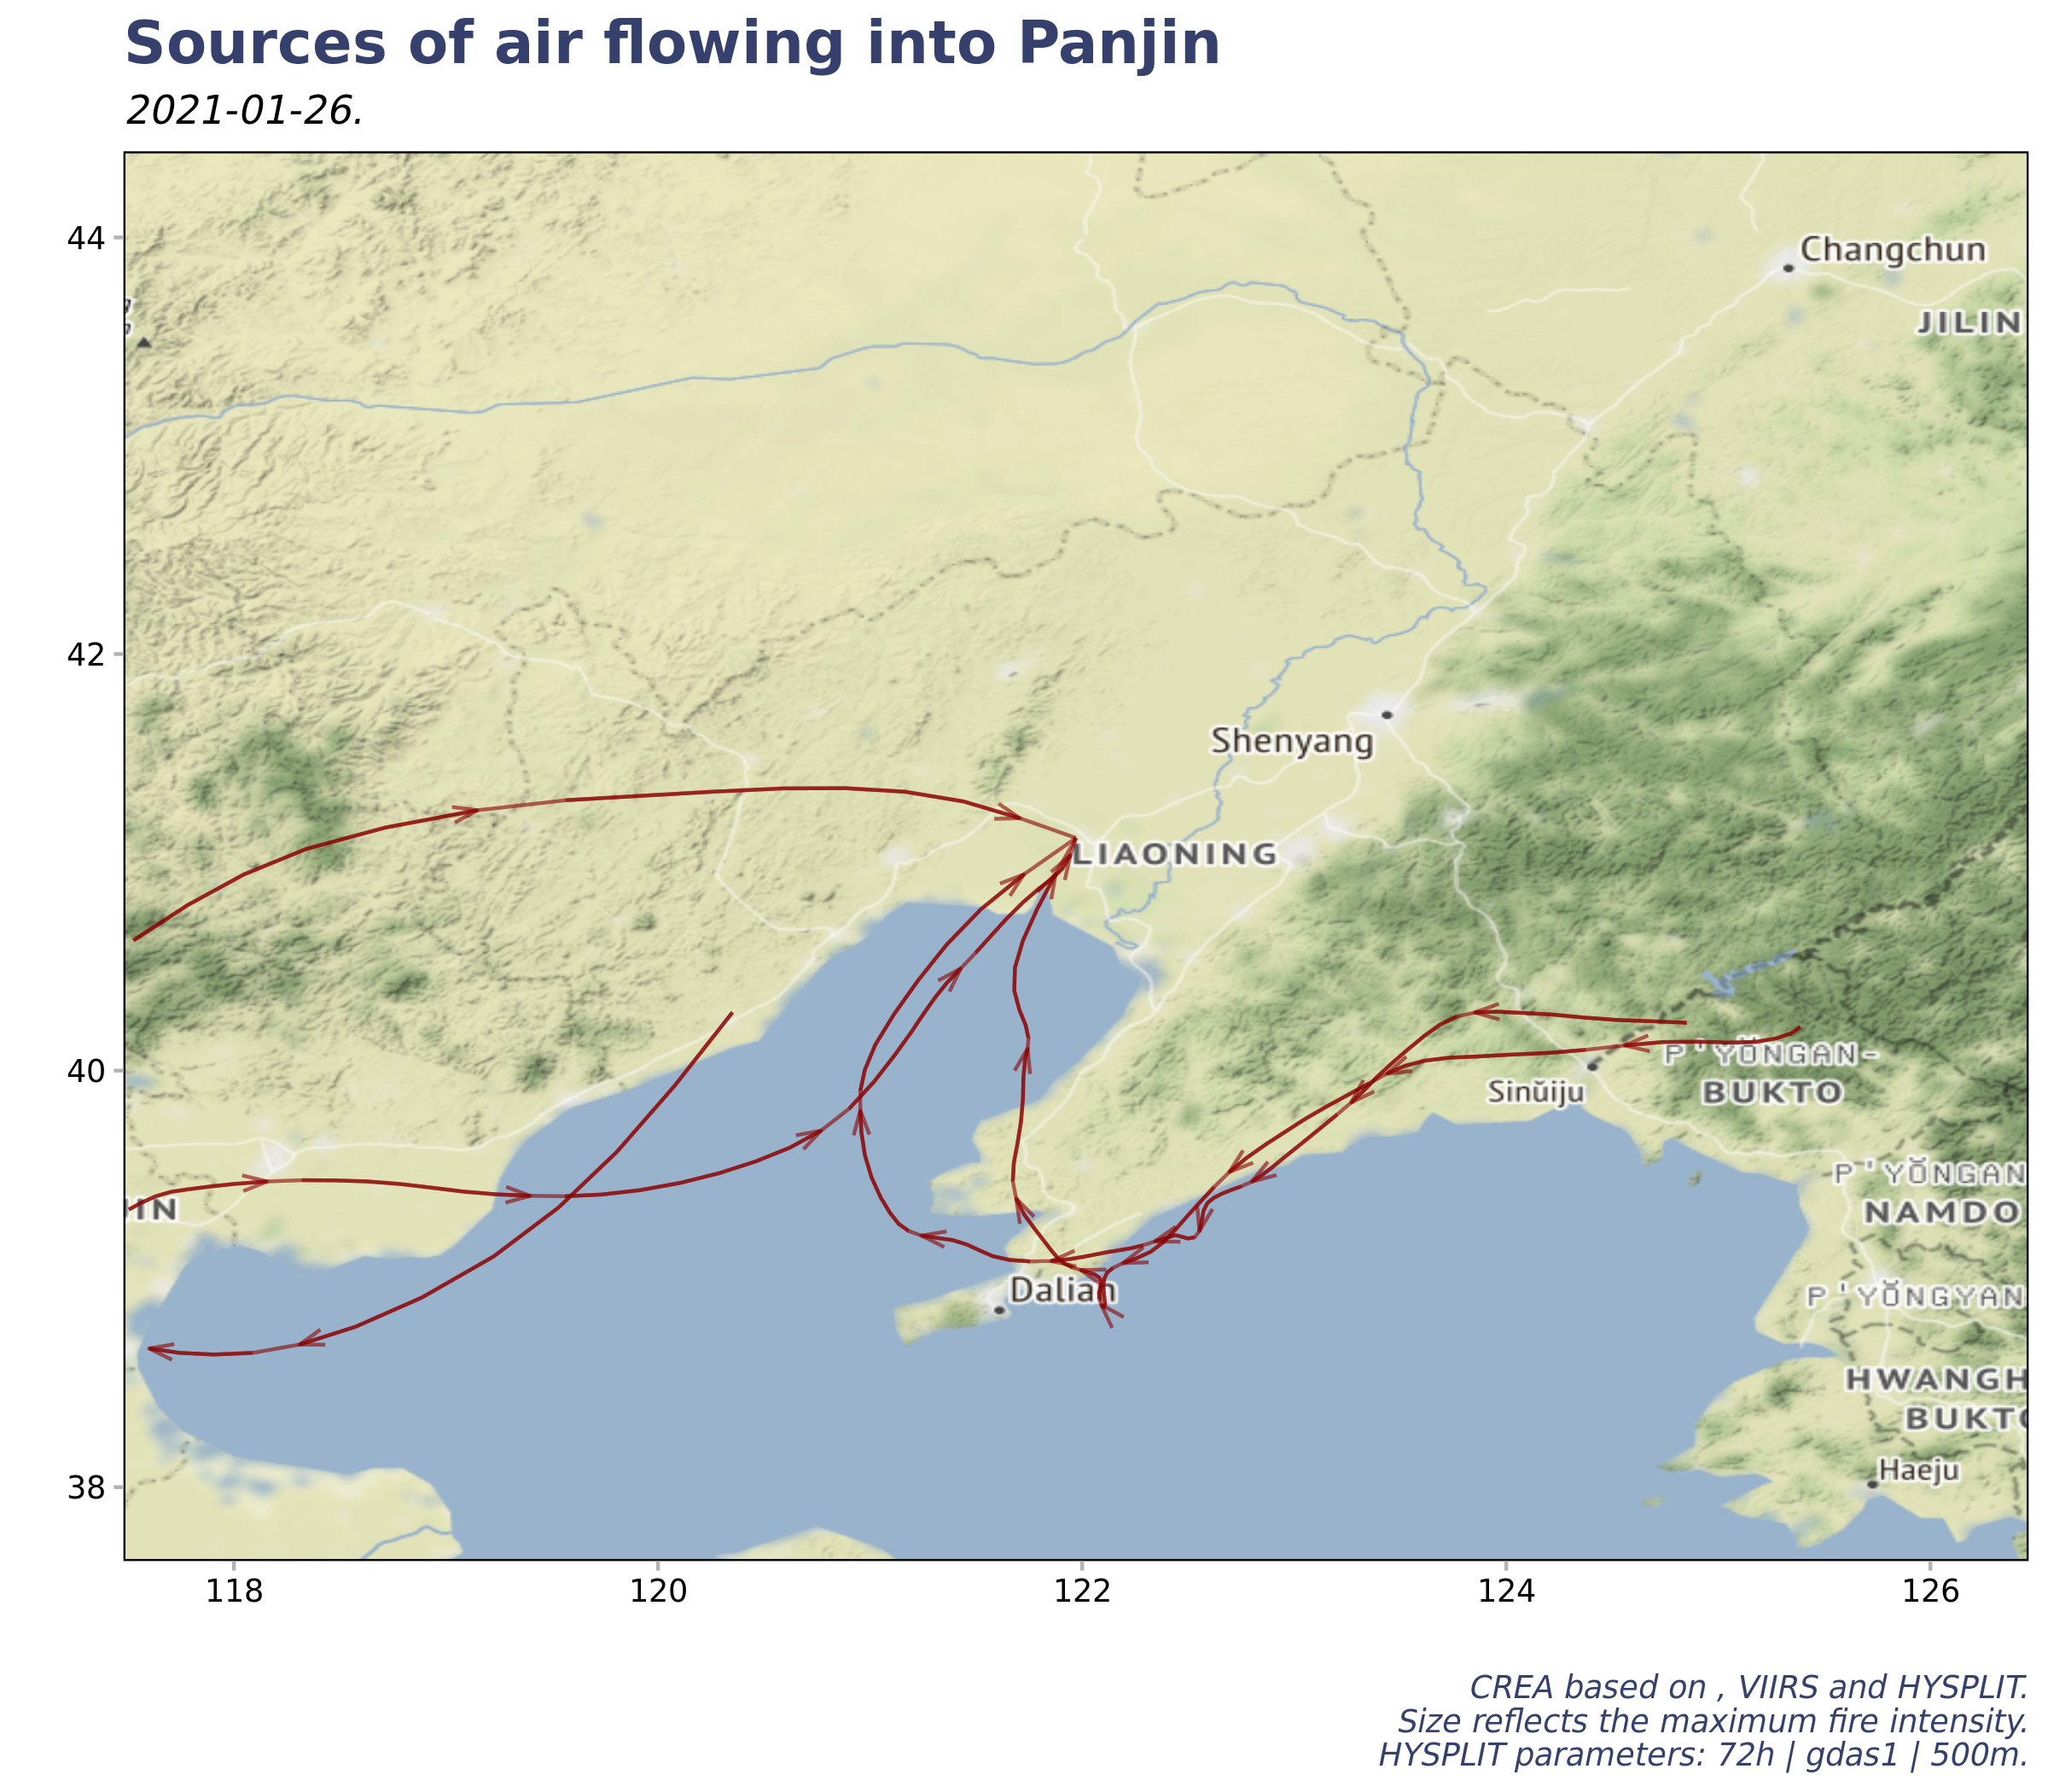 Sources of air flowing into Panjin
2021-01-26.
44
Changchun
JILIN
42
Shenyang
LIAONING
40
P'YŎNGAN-
BUKTO
Sinŭiju
P'YŎNGAN
NAMDO
IN
P'YŎNGYAN
Dalian
HWANGH
BUKTO
38
Haeju
118
120
122
124
126
CREA based on , VIIRS and HYSPLIT.
Size reflects the maximum fire intensity.
HYSPLIT parameters: 72h | gdas1 | 500m.